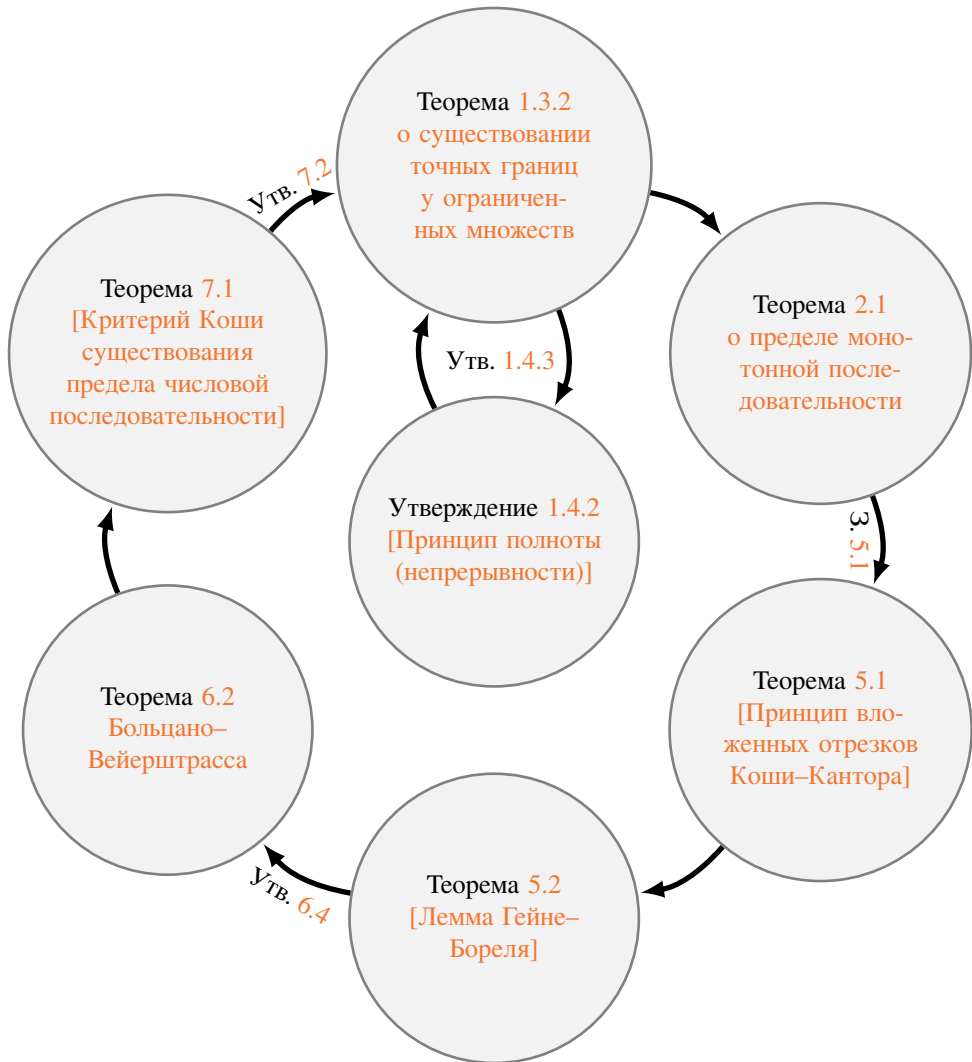 Теорема 1.3.2
о существовании
точных границ
у ограничен-
ных множеств
Утв. 7.2
Теорема 7.1
[Критерий Коши
существования
предела числовой
последовательности]
Теорема 2.1
о пределе моно-
тонной после-
довательности
Утв. 1.4.3
Утверждение 1.4.2
[Принцип полноты
(непрерывности)]
З. 5.1
Теорема 6.2
Больцано–
Вейерштрасса
Теорема 5.1
[Принцип вло-
женных отрезков
Коши–Кантора]
Утв. 6.4
Теорема 5.2
[Лемма Гейне–
Бореля]